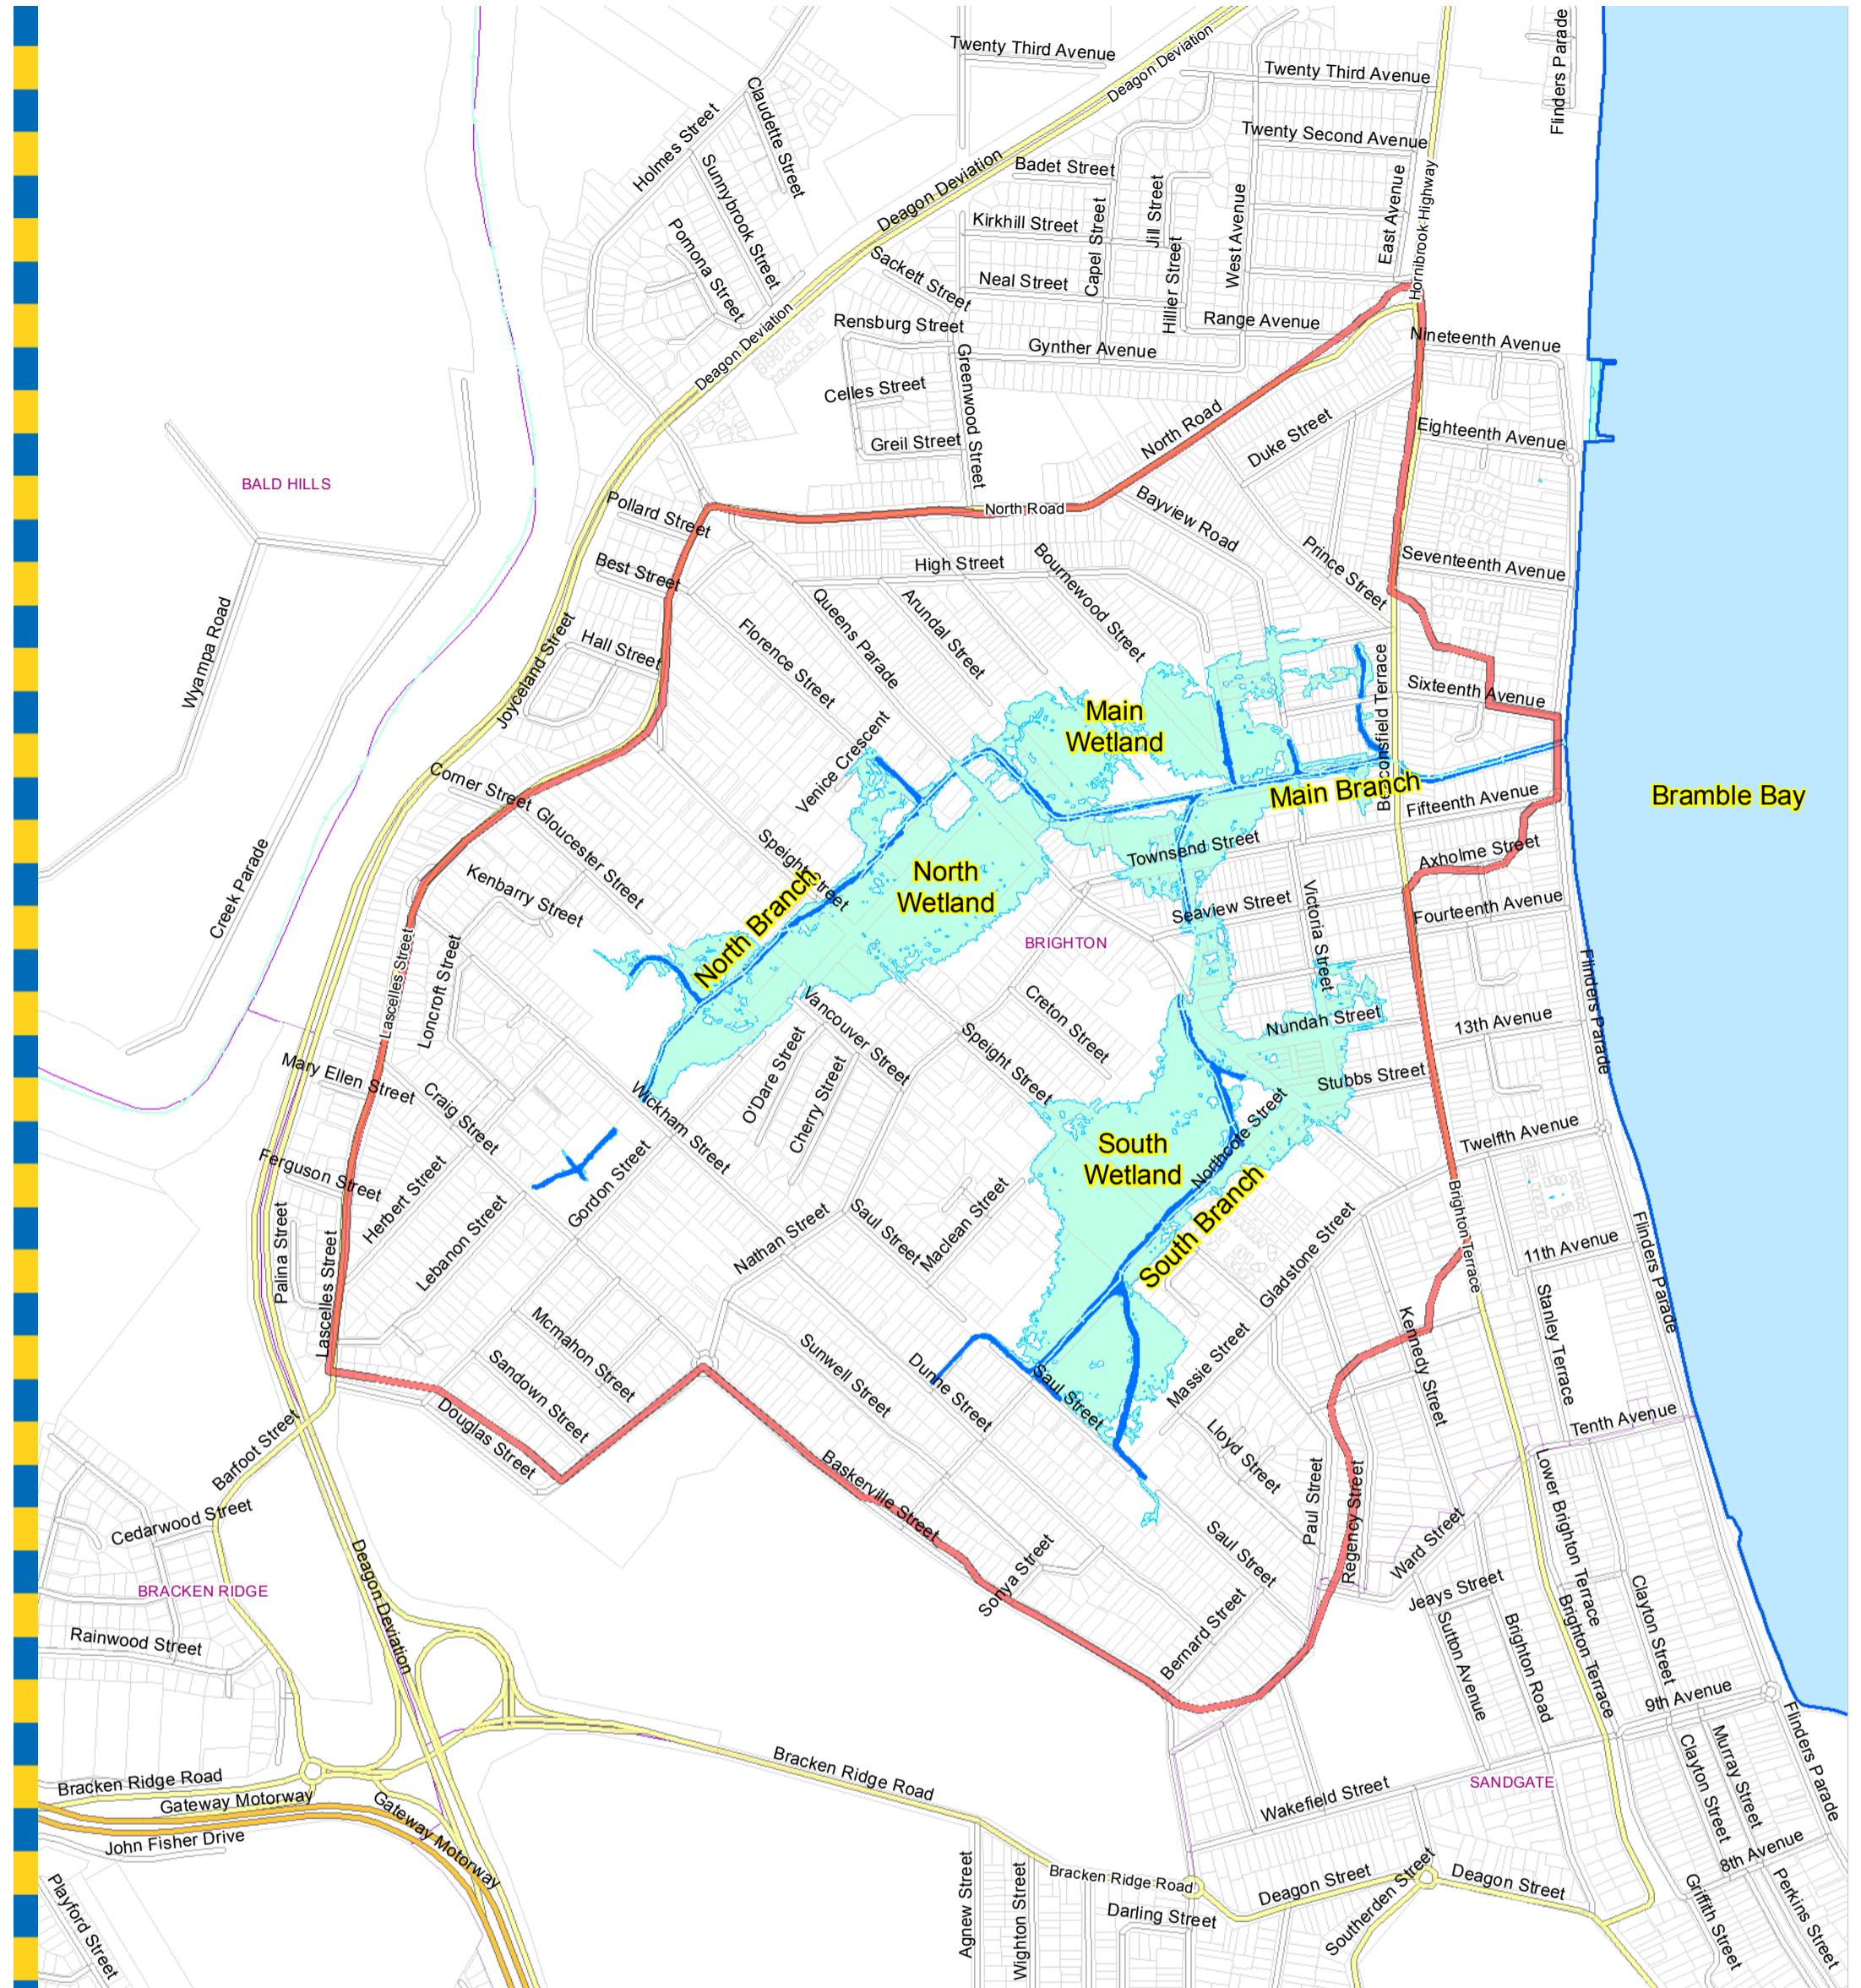 Twenty Third Avenue
Deagon Deviation
Twenty Third Avenue
Flinders Parade
Claudette Street
Holmes Street
Twenty Second Avenue
Sunnybrook Street
Deagon Deviation
Badet Street
Jill Street
East Avenue
Hornibrook Highway
Pomona Street
Kirkhill Street
Capel Street
Hillier Street
West Avenue
Sackett Street
Neal Street
Deagon Deviation
Rensburg Street
Range Avenue
Nineteenth Avenue
Gynther Avenue
Celles Street
Greenwood Street
North Road
Duke Street
Eighteenth Avenue
Greil Street
BALD HILLS
Pollard Street
North Road
Bayview Road
Best Street
High Street
Bournewood Street
Prince Street
Seventeenth Avenue
Wyampa Road
Joyceland Street
Hall Street
Florence Street
Queens Parade
Arundal Street
Beaconsfield Terrace
Sixteenth Avenue
Main
Wetland
Venice Crescent
Corner Street
Main Branch
Fifteenth Avenue
Bramble Bay
Gloucester Street
Speight Street
Townsend Street
Axholme Street
Creek Parade
Kenbarry Street
North
Wetland
North Branch
Seaview Street
Victoria Street
Fourteenth Avenue
BRIGHTON
Lascelles Street
Loncroft Street
Flinders Parade
Vancouver Street
Creton Street
Nundah Street
13th Avenue
Speight Street
Mary Ellen Street
Craig Street
Wickham Street
O'Dare Street
Cherry Street
Stubbs Street
Northcote Street
South
Wetland
Twelfth Avenue
Ferguson Street
Herbert Street
Gordon Street
Lebanon Street
Nathan Street
Saul Street
Maclean Street
South Branch
Gladstone Street
Brighton Terrace
Flinders Parade
11th Avenue
Palina Street
Lascelles Street
Mcmahon Street
Sandown Street
Sunwell Street
Dunne Street
Saul Street
Massie Street
Kennedy Street
Stanley Terrace
Tenth Avenue
Barfoot Street
Douglas Street
Lloyd Street
Baskerville Street
Paul Street
Regency Street
Lower Brighton Terrace
Cedarwood Street
Deagon Deviation
Ward Street
Saul Street
Sonya Street
BRACKEN RIDGE
Jeays Street
Clayton Street
Bernard Street
Sutton Avenue
Brighton Road
Brighton Terrace
Rainwood Street
9th Avenue
Flinders Parade
Bracken Ridge Road
Bracken Ridge Road
Murray Street
Clayton Street
Gateway Motorway
Gateway Motorway
SANDGATE
Wakefield Street
John Fisher Drive
8th Avenue
Playford Street
Agnew Street
Wighton Street
Bracken Ridge Road
Deagon Street
Southerden Street
Deagon Street
Griffith Street
Perkins Street
Darling Street